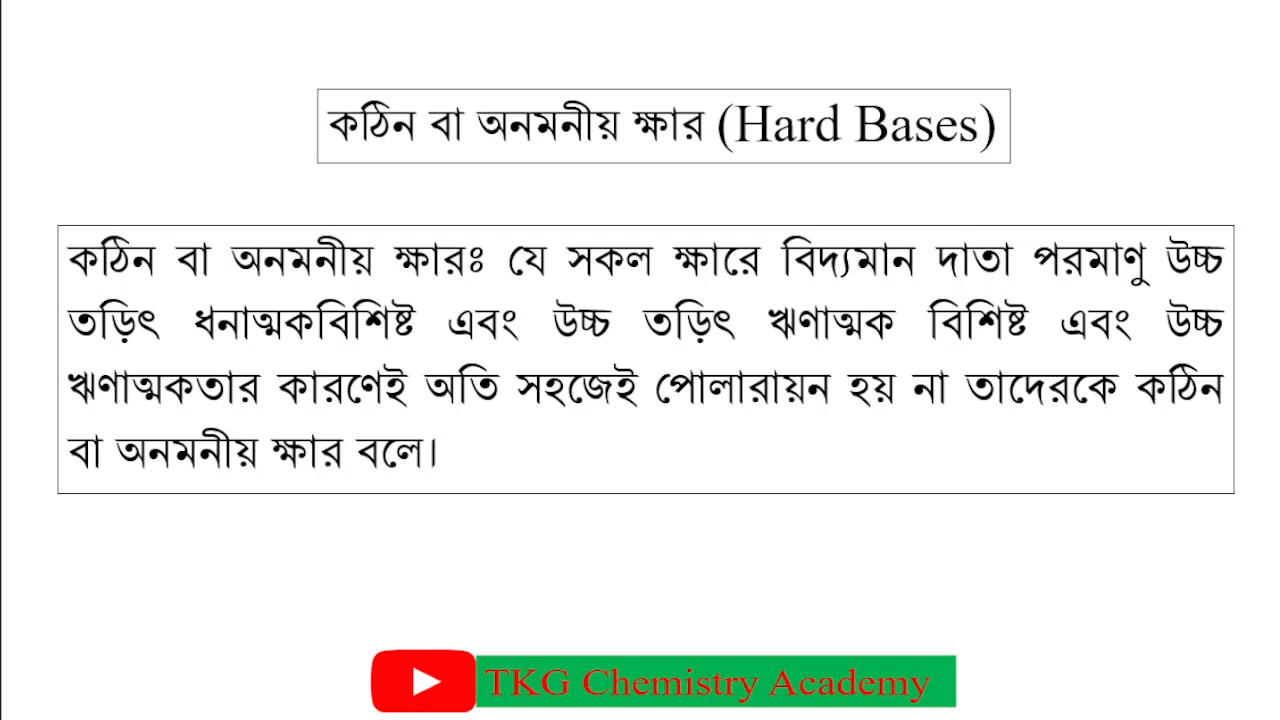 কঠিন বা অনমনীয় ক্ষার (Hard Bases)
কঠিন বা অনমনীয় ক্ষারঃ যে সকল ক্ষারে বিদ্যমান দাতা পরমাণু উচ্চ
তড়িৎ ধনাত্মকবিশিষ্ট এবং উচ্চ তড়িৎ ঋণাত্মক বিশিষ্ট এবং উচ্চ
ঋণাত্মকতার কারণেই অতি সহজেই পোলারায়ন হয় না তাদেরকে কঠিন
বা অনমনীয় ক্ষার বলে।
TKG Chemistry Academy